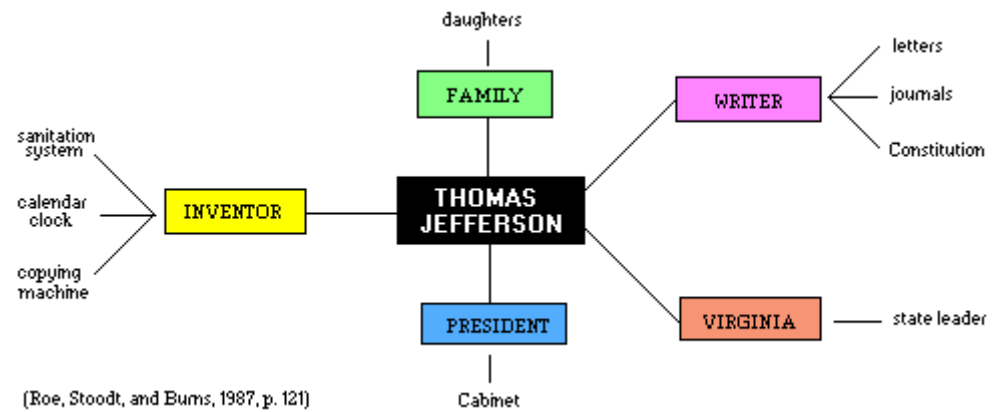 daughters
FAMILY
WRITER
letters
journals
Constitution
sanitation
system
calendar
clock
copying
machine
INVENTOR
THOMAS
JEFFERSON
PRESIDENT
Cabinet
VIRGINIA
state leader
(Roe, Stoodt, and Burns, 1987, p. 121)